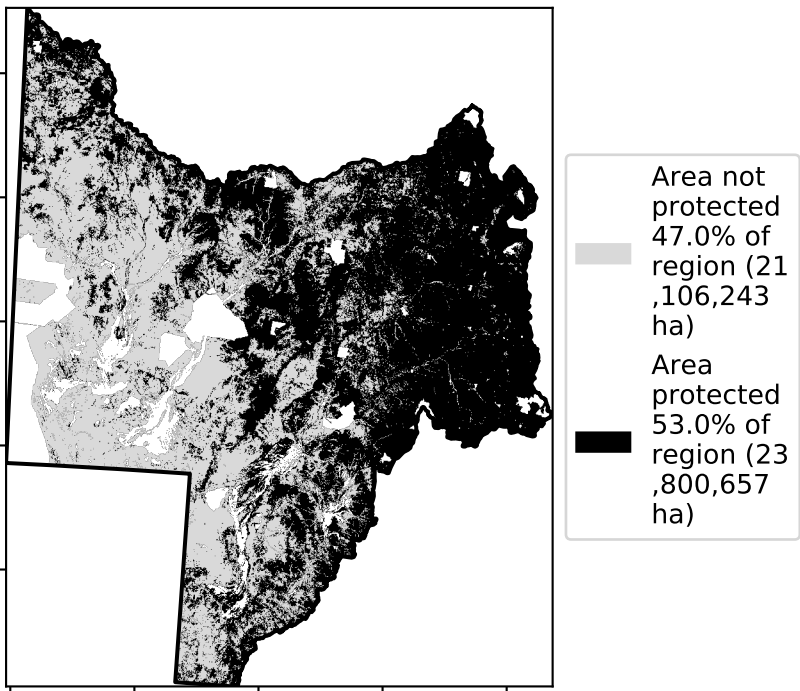 Area not
protected
47.0% of
region (21
,106,243
ha)
Area
protected
53.0% of
region (23
,800,657
ha)